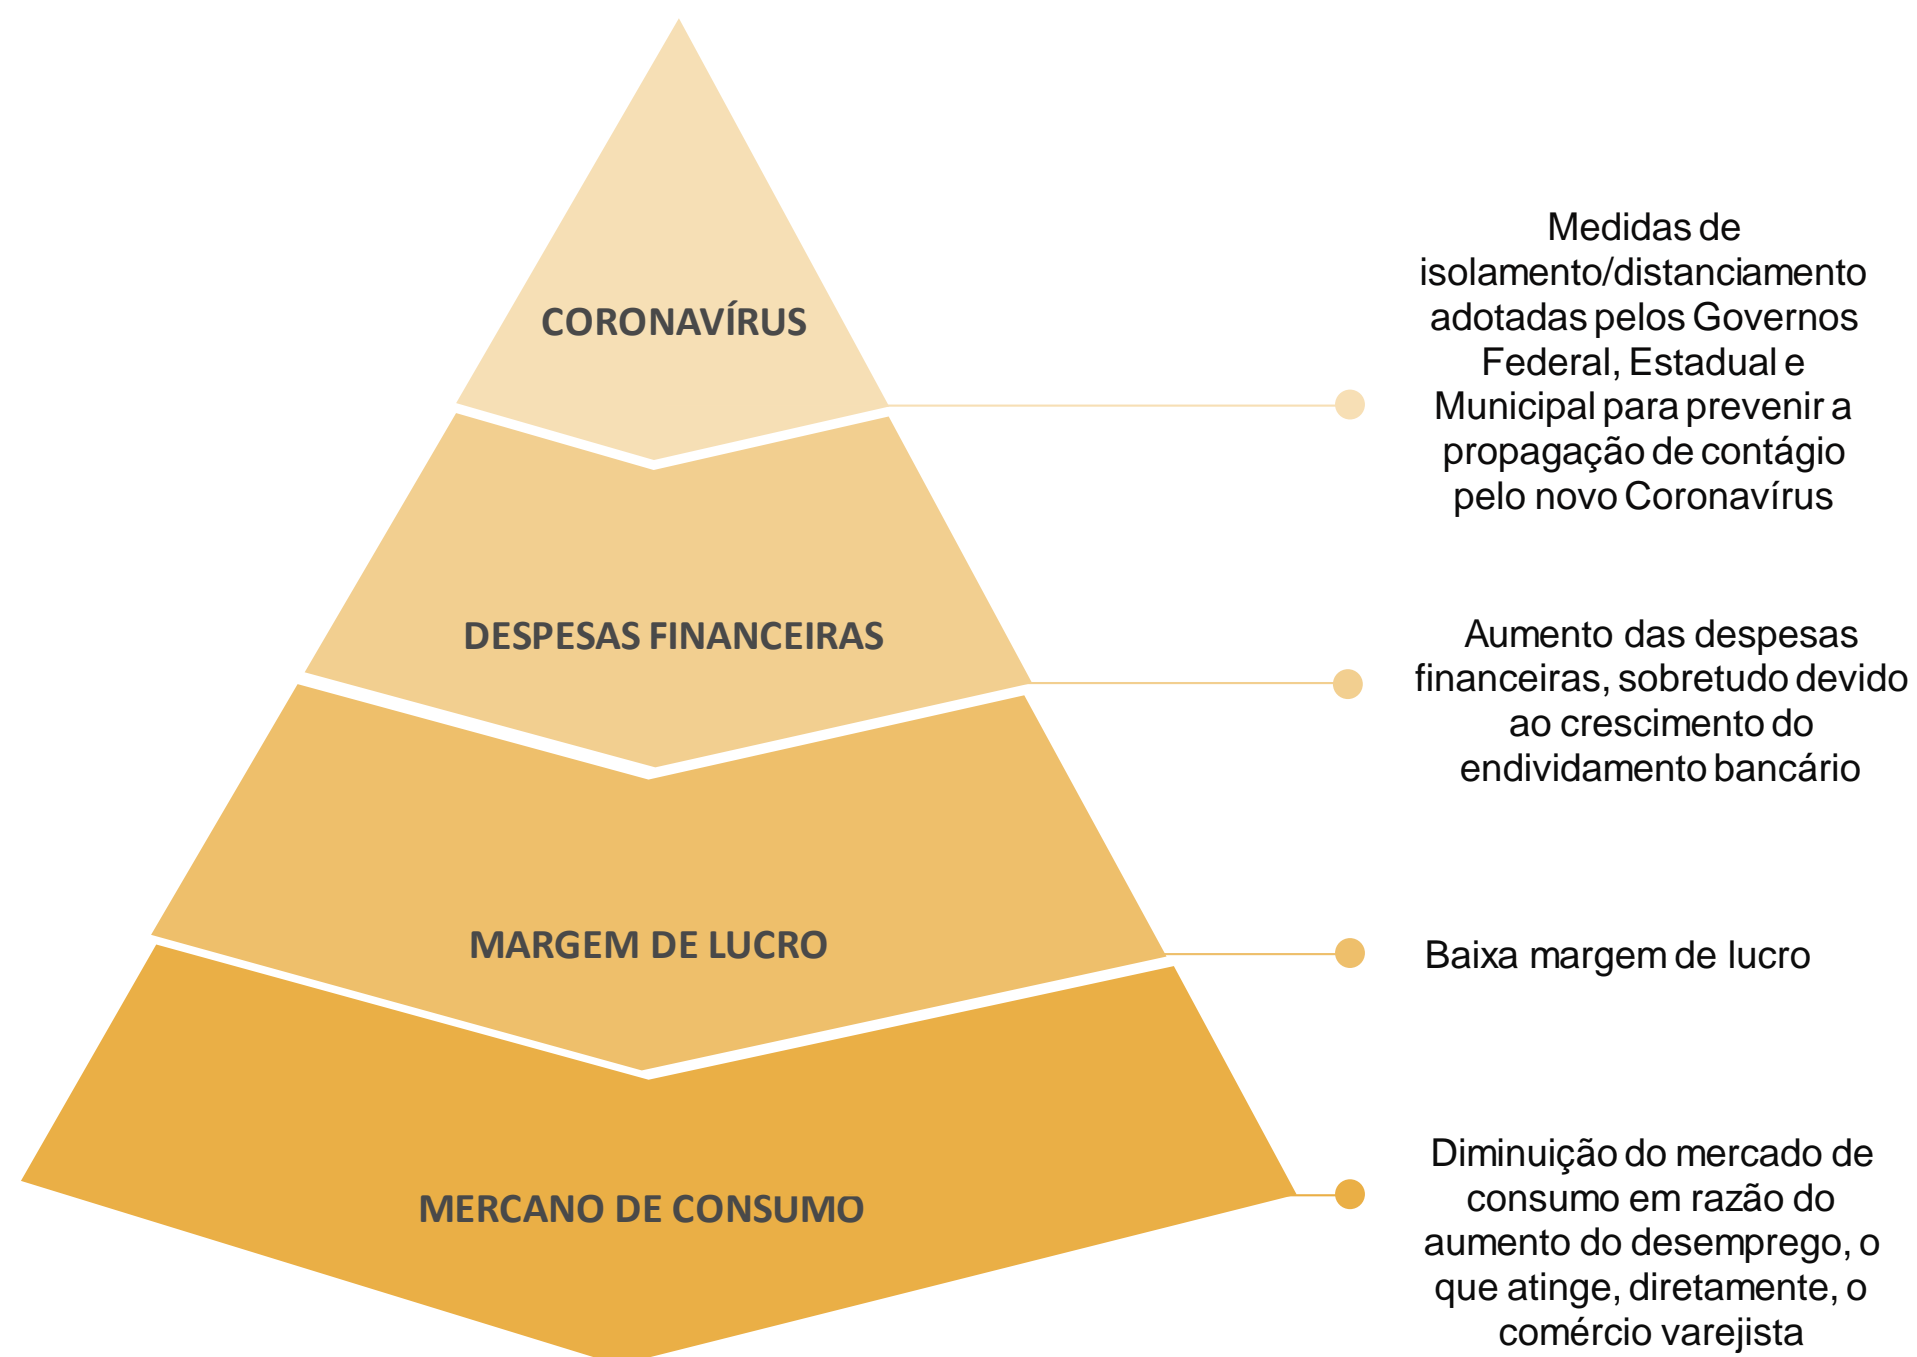 CORONAVÍRUS
Medidas de
isolamento/distanciamento
adotadas pelos Governos
Federal, Estadual e
Municipal para prevenir a
propagação de contágio
pelo novo Coronavírus
DESPESAS FINANCEIRAS
Aumento das despesas
financeiras, sobretudo devido
ao crescimento do
endividamento bancário
MARGEM DE LUCRO
Baixa margem de lucro
MERCANO DE CONSUMO
Diminuição do mercado de
consumo em razão do
aumento do desemprego, o
que atinge, diretamente, o
comércio varejista